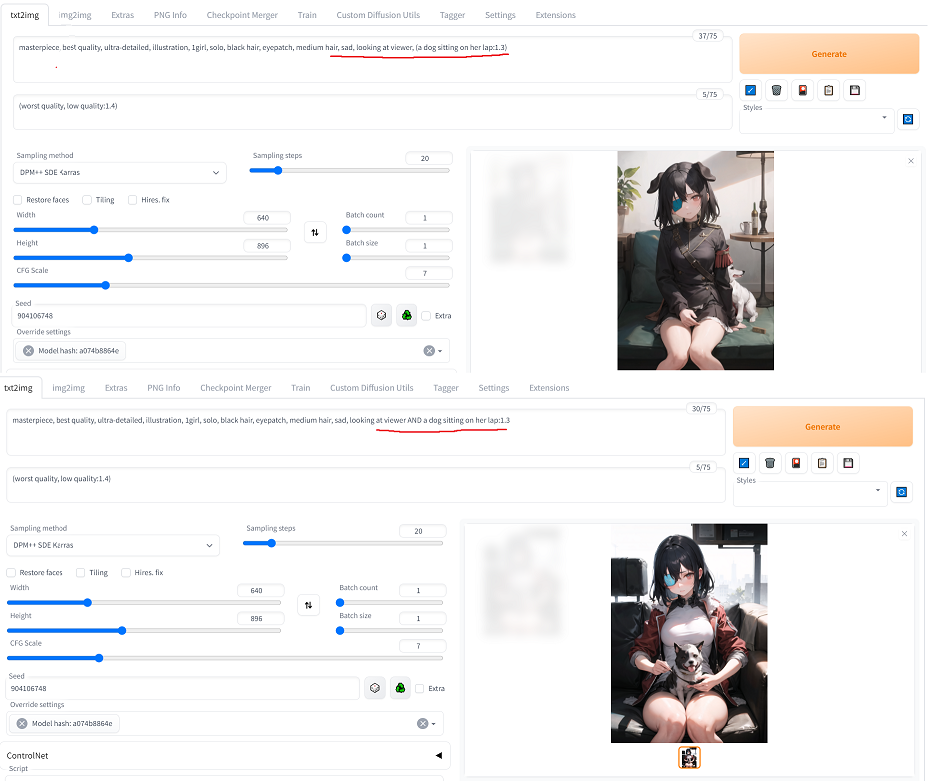 txt2img img2img Extras PNG Info Checkpoint Merger Train Custom Diffusion Utils Tagger Settings Extensions
37/75
masterpiece, best quality, ultra-detailed, illustration, 1girl, solo, black hair, eyepatch, medium hair, sad, looking at viewer, (a dog sitting on her lap:1.3)
Generate
5/75
(worst quality, low quality:1.4)
Styles
Sampling method
DPM++ SDE Karras
Sampling steps
20
Restore faces Tiling Hires. fix
Width
640
Batch count
1
Height
896
Batch size
1
CFG Scale
7
Seed
904106748
Extra
Override settings
Model hash: a074b8864e
txt2img img2img Extras PNG Info Checkpoint Merger Train Custom Diffusion Utils Tagger Settings Extensions
30/75
masterpiece, best quality, ultra-detailed, illustration, 1girl, solo, black hair, eyepatch, medium hair, sad, looking at viewer AND a dog sitting on her lap:1.3
Generate
5/75
(worst quality, low quality:1.4)
Styles
Sampling method
DPM++ SDE Karras
Sampling steps
20
Restore faces Tiling Hires. fix
Width
640
Batch count
1
Height
896
Batch size
1
CFG Scale
7
Seed
904106748
Extra
Override settings
Model hash: a074b8864e
ControlNet
Script